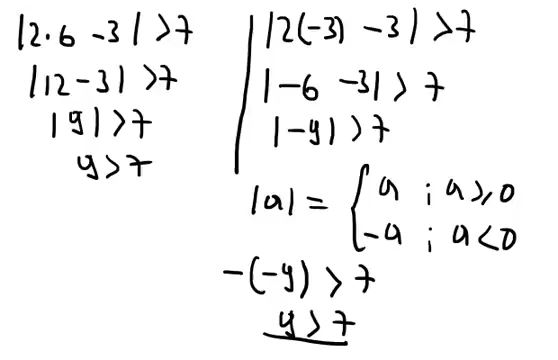 |2·6 -3| >7
|12-3| >7
|9| >7
9>7
|2(-3) -3| >7
|-6 -3| > 7
|-9| >7
|a| = { a ; a≥0
-a ; a<0
-(-9) > 7
9 > 7